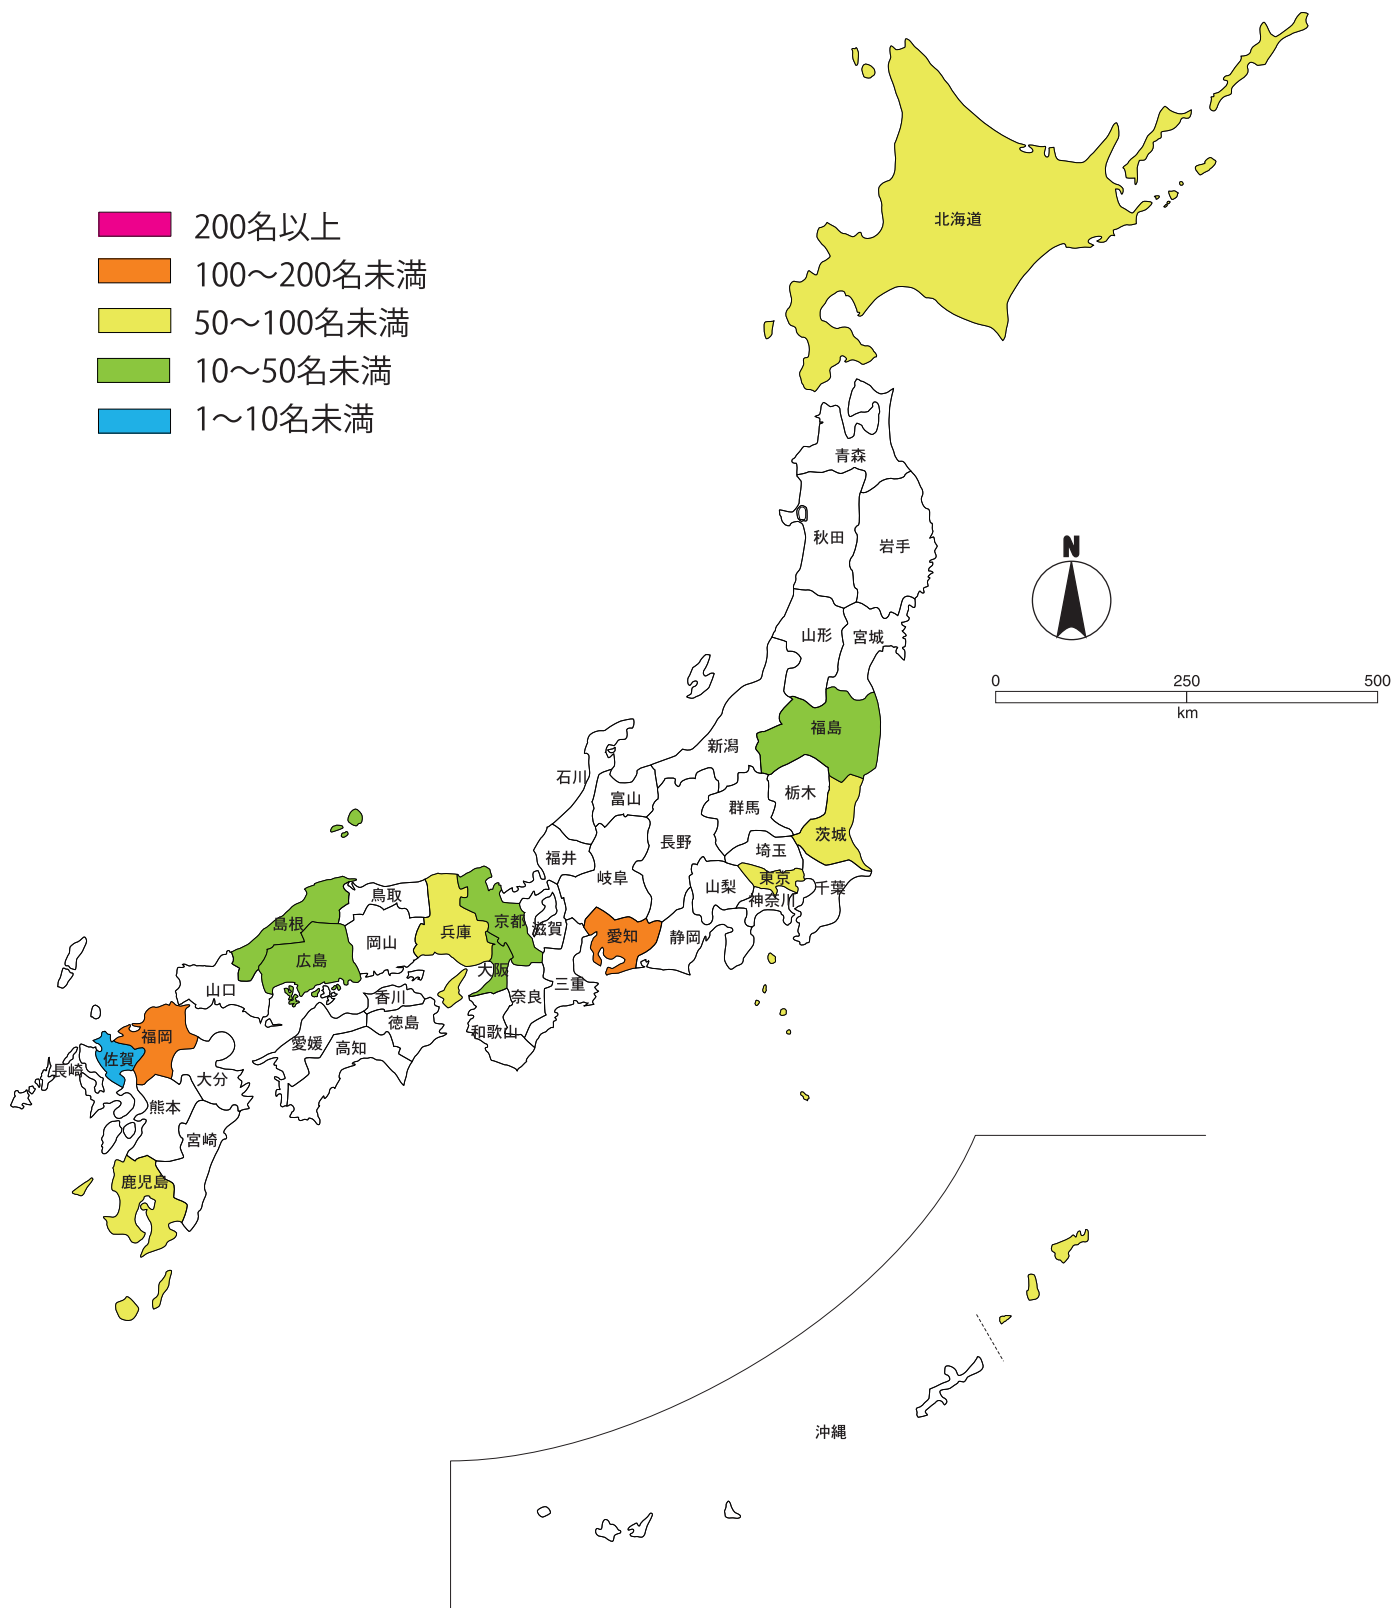 200名以上
100～200名未満
50～100名未満
10～50名未満
1～10名未満
北海道
青森
秋田
岩手
N
山形
宮城
0 250 500
km
福島
新潟
石川
富山
群馬
栃木
長野
茨城
福井
埼玉
岐阜
山梨
東京
千葉
神奈川
鳥取
島根
兵庫
京都
滋賀
愛知
静岡
岡山
広島
大阪
三重
山口
香川
奈良
徳島
和歌山
福岡
愛媛
高知
佐賀
長崎
大分
熊本
宮崎
鹿児島
沖縄